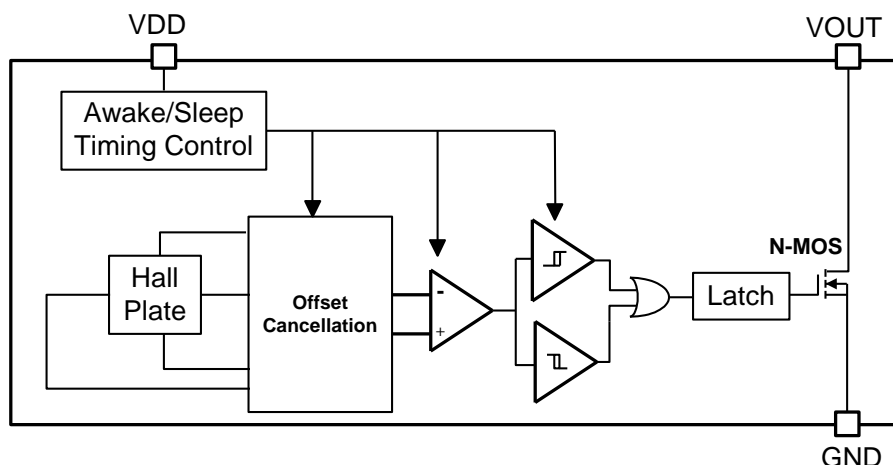 VDD
VOUT
Awake/Sleep
Timing Control
N-MOS
Hall
Plate
Offset
Cancellation
-
+
Latch
GND